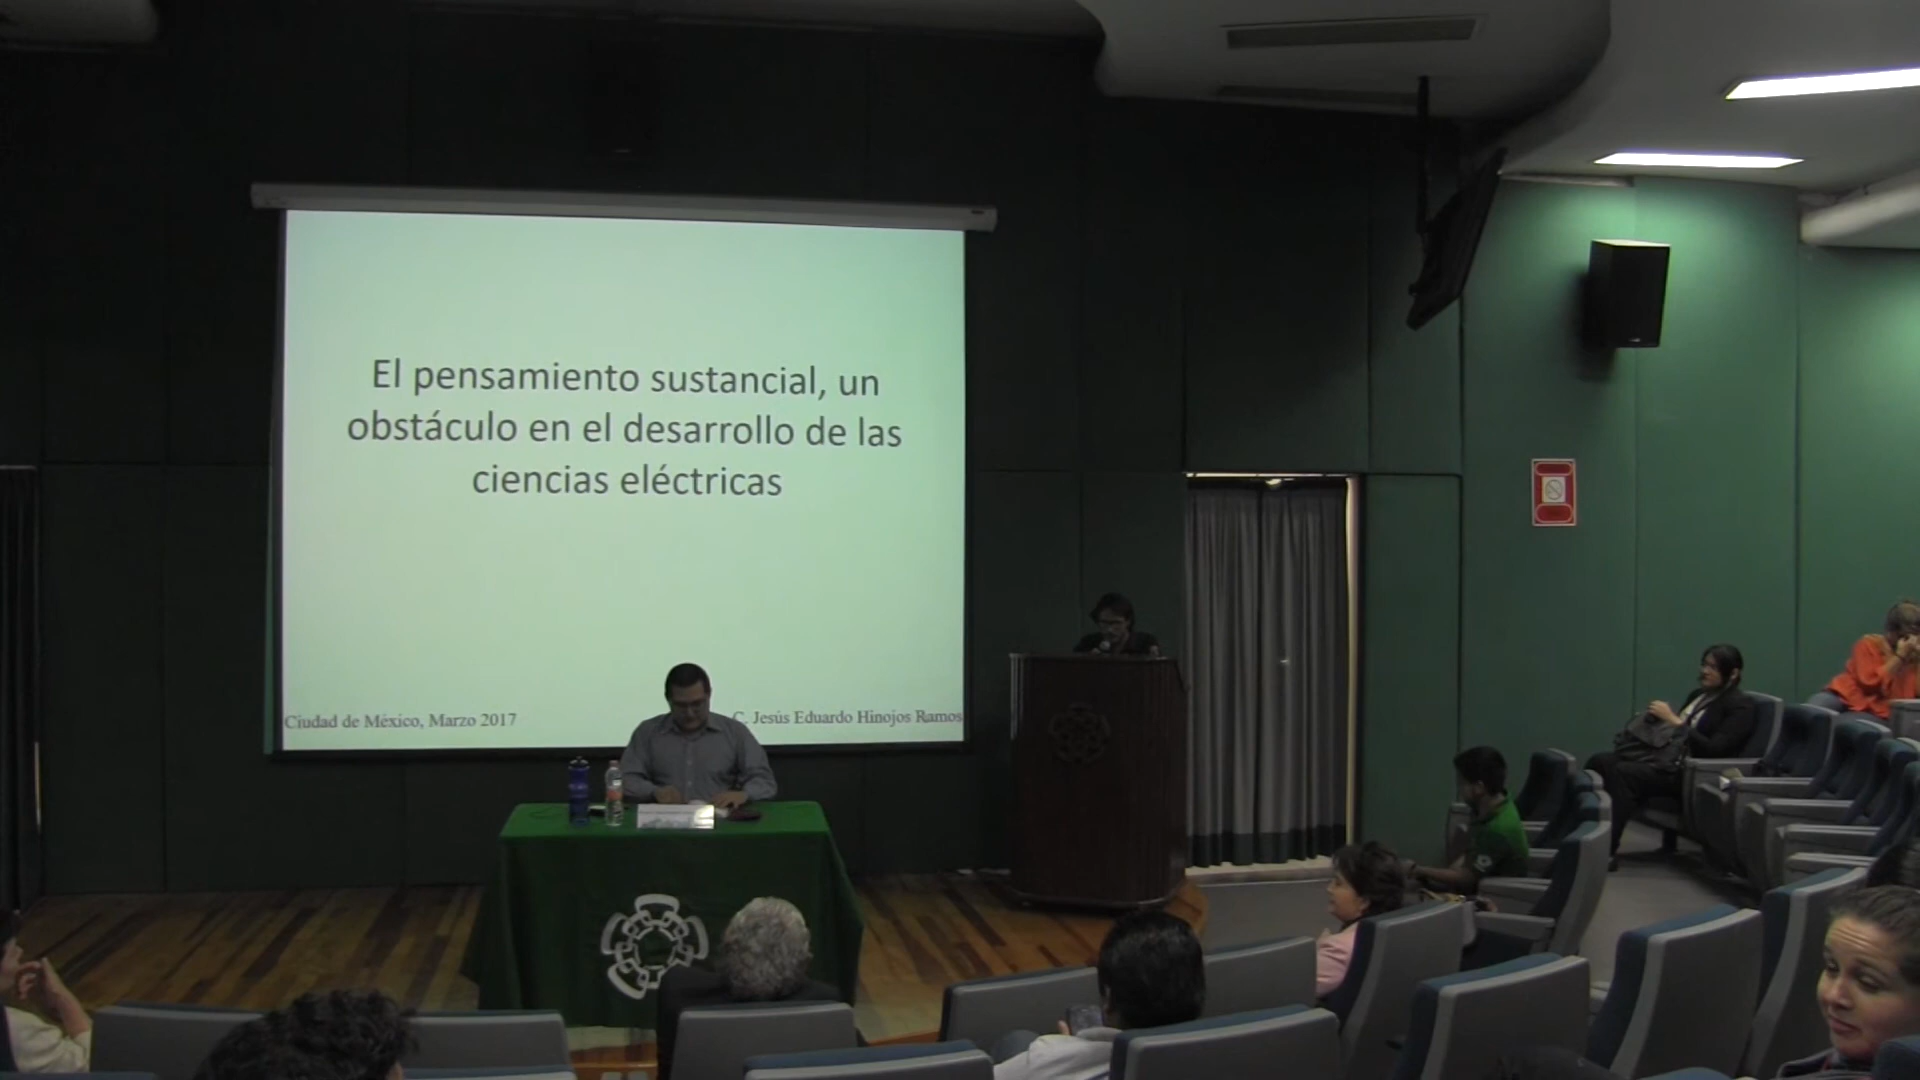 El pensamiento sustancial, un
obstáculo en el desarrollo de las
ciencias eléctricas
Ciudad de México, Marzo 2017
C. Jesús Eduardo Hinojos Ramos